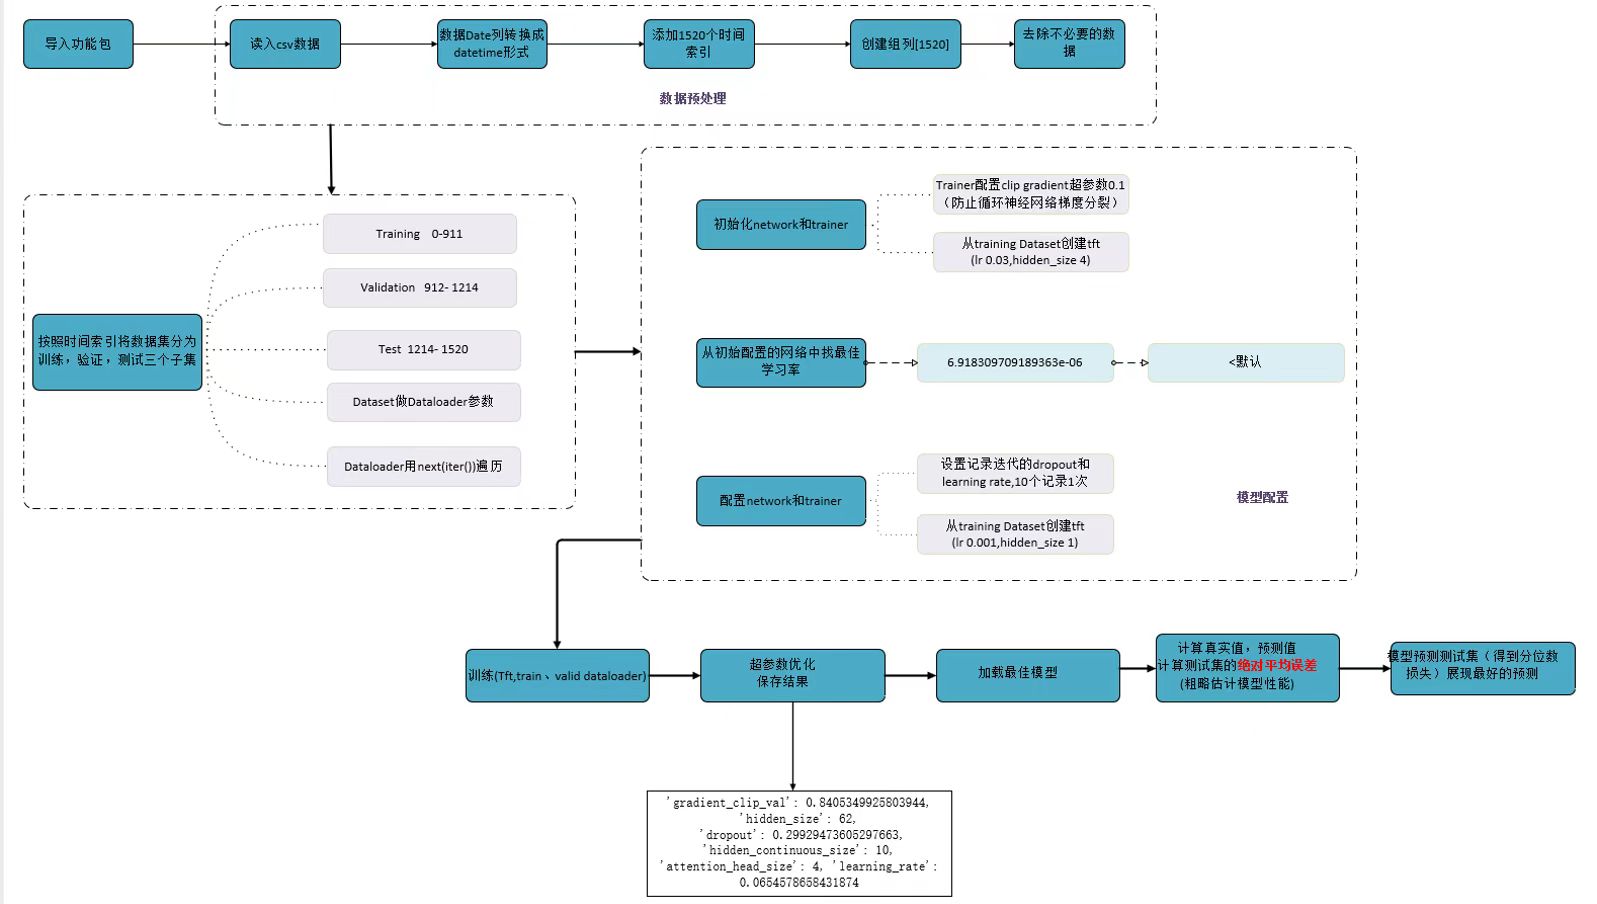 导入功能包
读入csv数据
数据Date列转换成
datetime形式
添加1520个时间
索引
创建组列[1520]
去除不必要的数
据
数据预处理
按照时间索引将数据集分为
训练，验证，测试三个子集
Training 0-911
Validation 912- 1214
Test 1214- 1520
Dataset做Dataloader参数
Dataloader用next(iter())遍历
初始化network和trainer
Trainer配置clip gradient超参数0.1
（防止循环神经网络梯度分裂）
从training Dataset创建tft
(lr 0.03,hidden_size 4)
从初始配置的网络中找最佳
学习率
6.918309709189363e-06
<默认
配置network和trainer
设置记录迭代的dropout和
learning rate,10个记录1次
从training Dataset创建tft
(lr 0.001,hidden_size 1)
模型配置
训练(Tft,train、valid dataloader)
超参数优化
保存结果
加载最佳模型
计算真实值，预测值
计算测试集的绝对平均误差
(粗略估计模型性能)
模型预测测试集（得到分位数
损失）展现最好的预测
'gradient_clip_val': 0.8405349925803944,
'hidden_size': 62,
'dropout': 0.29929473605297663,
'hidden_continuous_size': 10,
'attention_head_size': 4, 'learning_rate':
0.0654578658431874